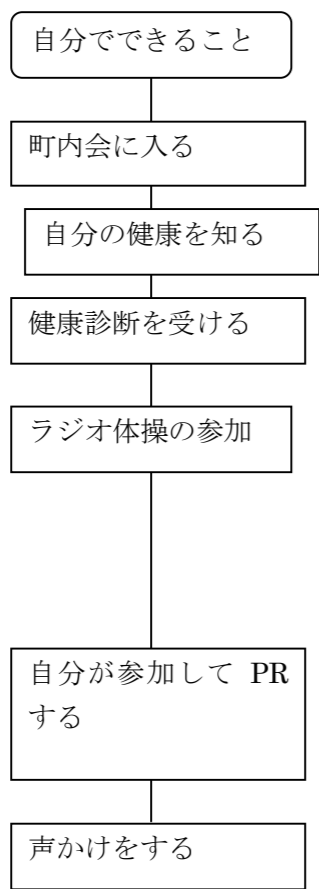 自分でできること
町内会に入る
自分の健康を知る
健康診断を受ける
ラジオ体操の参加
自分が参加して PR
する
声かけをする